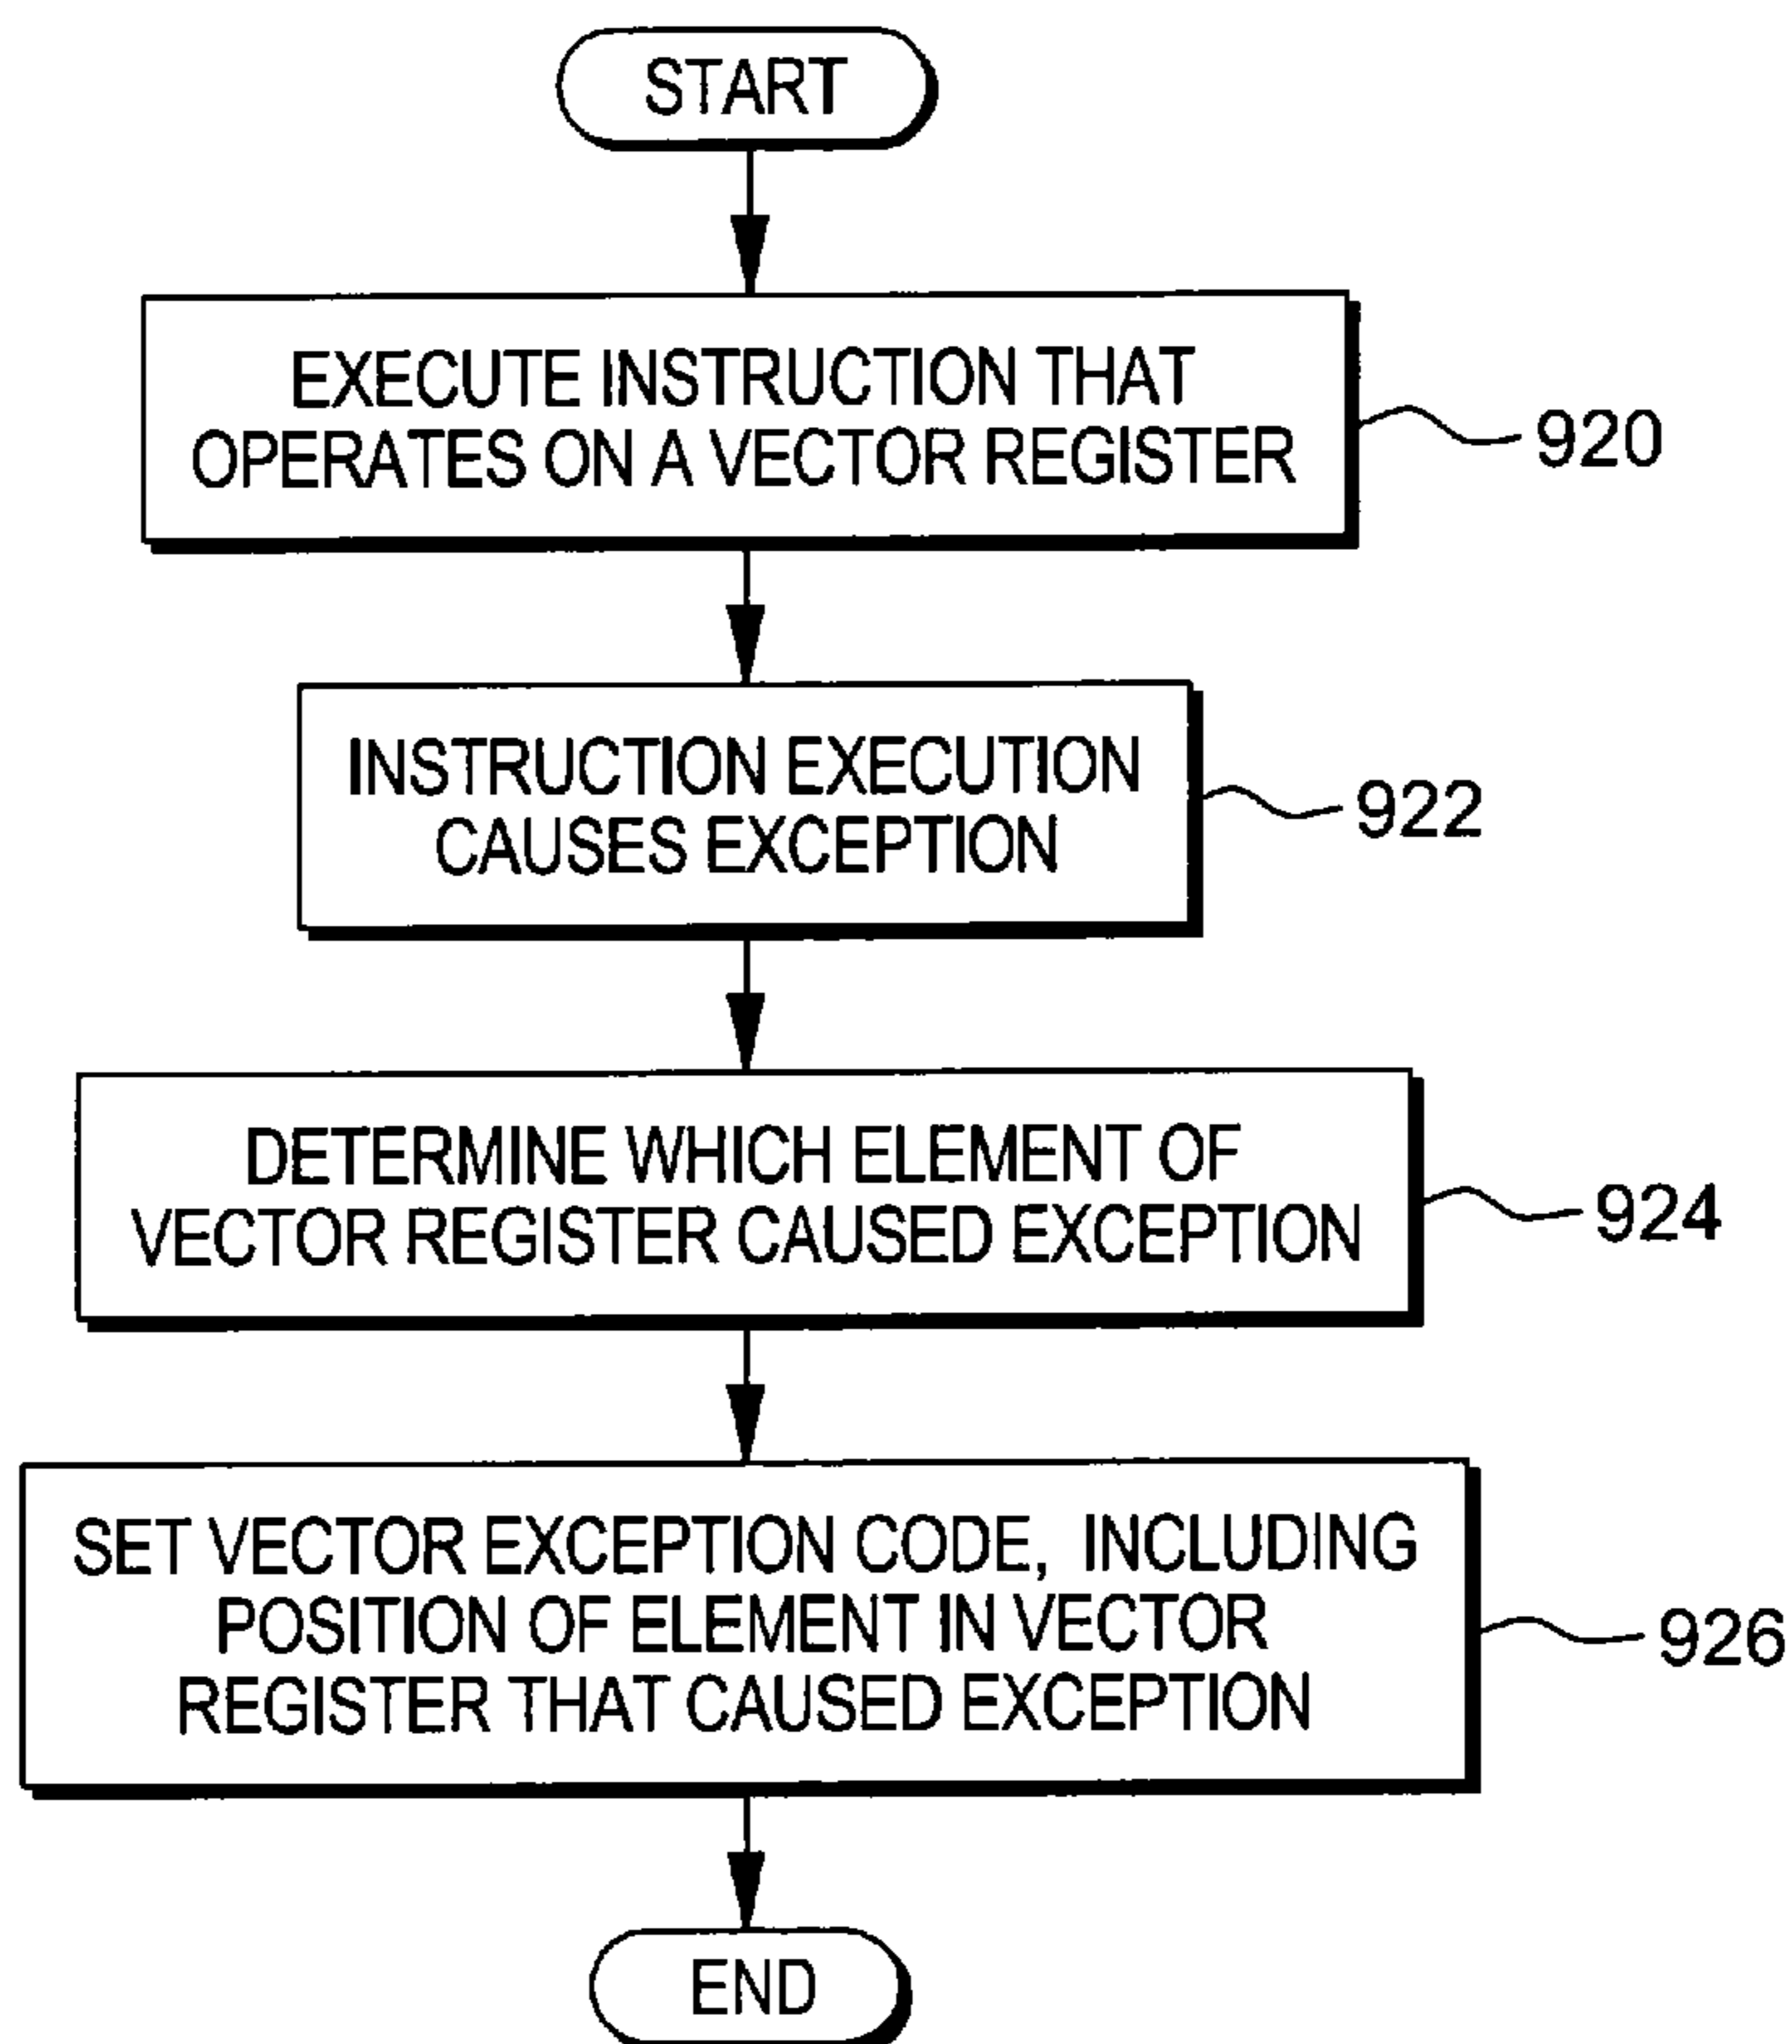 START
EXECUTE INSTRUCTION THAT
OPERATES ON A VECTOR REGISTER
920
INSTRUCTION EXECUTION
CAUSES EXCEPTION
922
DETERMINE WHICH ELEMENT OF
VECTOR REGISTER CAUSED EXCEPTION
924
SET VECTOR EXCEPTION CODE, INCLUDING
POSITION OF ELEMENT IN VECTOR
REGISTER THAT CAUSED EXCEPTION
926
END